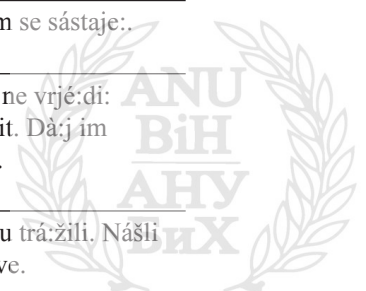 m se sástaje:.
ne vrjé:di:
it. Dà:j im
.
u trá:žili. Nášli
ve.
ANU
BiH
АНУ
БиХ